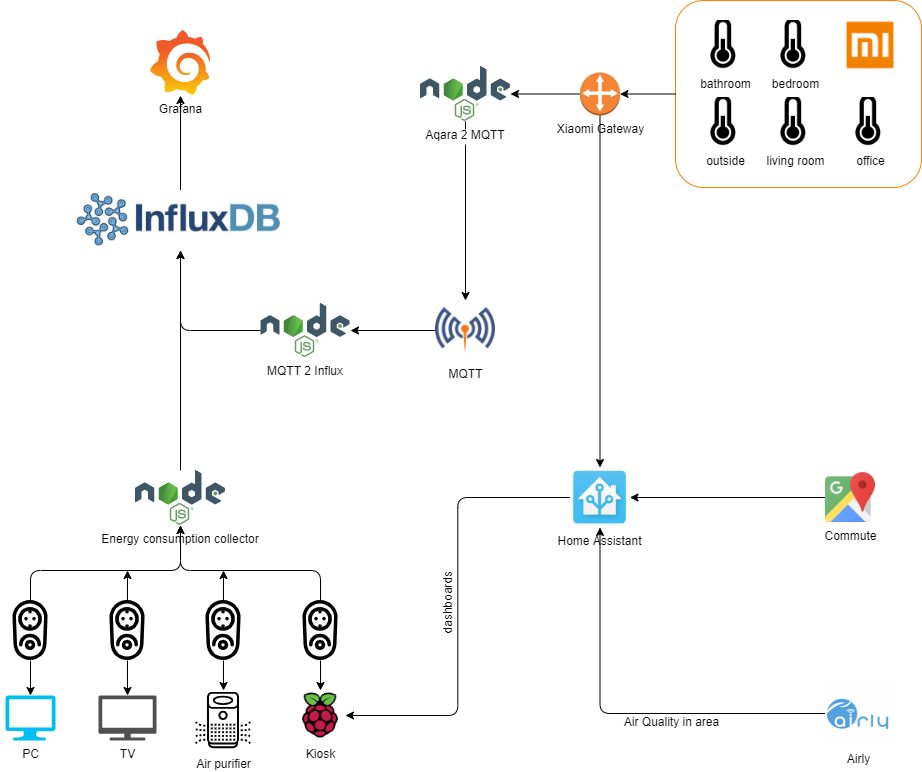 Grafana
node
JS
Aqara 2 MQTT
Xiaomi Gateway
mi
bathroom
bedroom
outside
living room
office
InfluxDB
node
JS
MQTT 2 Influx
MQTT
node
JS
Energy consumption collector
Home Assistant
G
Commute
dashboards
PC
TV
Air purifier
Kiosk
Air Quality in area
airly
Airly